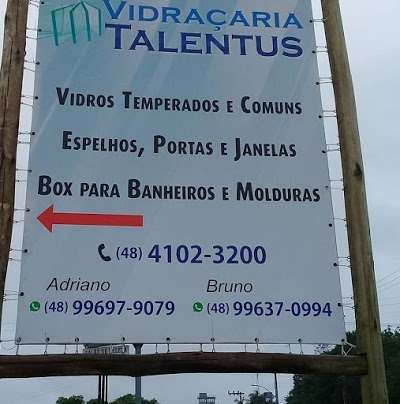 VIDRAÇARIA
TALENTUS
VIDROS TEMPERADOS E COMUNS
ESPELHOS, PORTAS E JANELAS
BOX PARA BANHEIROS E MOLDURAS
(48) 4102-3200
Adriano Bruno
(48) 99697-9079 (48) 99637-0994